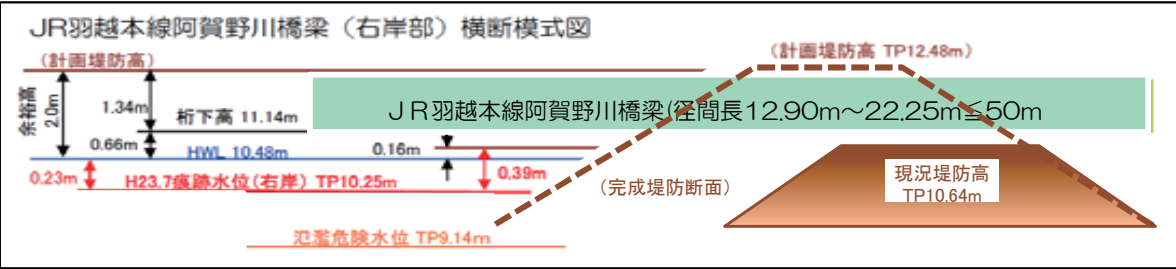 JR羽越本線阿賀野川橋梁（右岸部）横断模式図
(計画堤防高)
(計画堤防高 TP12.48m)
余裕高
2.0m
1.34m
桁下高 11.14m
ＪＲ羽越本線阿賀野川橋梁(径間長12.90m～22.25m≦50m
0.66m
HWL 10.48m
0.16m
0.23m
H23.7痕跡水位(右岸) TP10.25m
0.39m
(完成堤防断面)
現況堤防高
TP10.64m
氾濫危険水位 TP9.14m